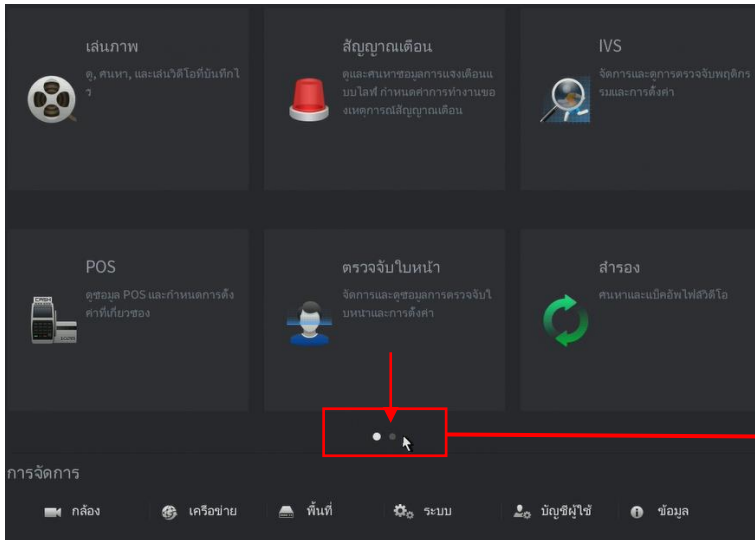 เล่นภาพ
ดู, ค้นหา, และเล่นวิดีโอที่บันทึกไ
ว้
สัญญาณเตือน
ดูและค้นหาข้อมูลการแจงเตือนแ
บบไลฟ์ กำหนดค่าการทำงานขอ
งเหตุการณ์สัญญาณเตือน
IVS
จัดการและดูการตรวจจับพฤติกร
รมและการตั้งค่า
POS
ดูข้อมูล POS และกำหนดการตั้ง
ค่าที่เกี่ยวข้อง
ตรวจจับใบหน้า
จัดการและดูข้อมูลการตรวจจับใ
บหน้าและการตั้งค่า
สำรอง
ค้นหาและแบ็คอัพไฟล์วิดีโอ
การจัดการ
กล้อง
เครือข่าย
พื้นที่
ระบบ
บัญชีผู้ใช้
ข้อมูล